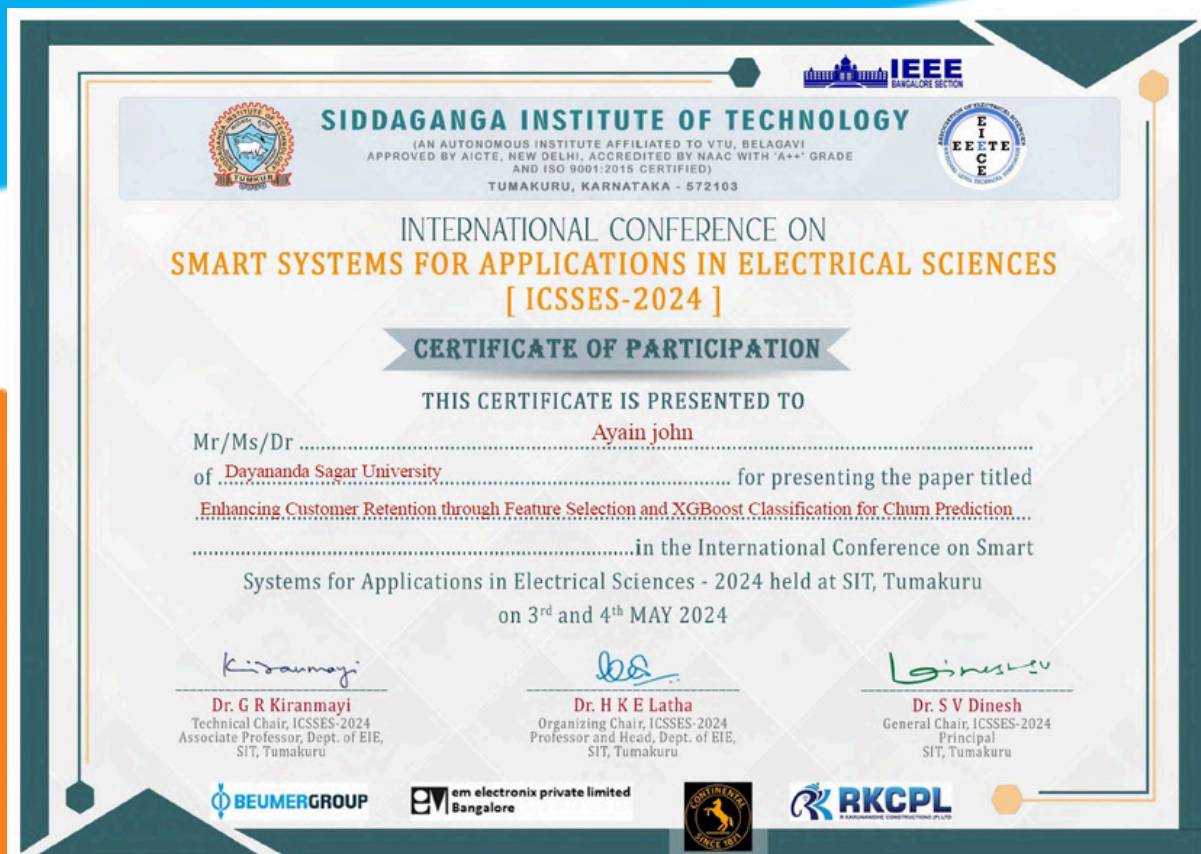 IEEE
BANGALORE SECTION
SIDDAGANGA INSTITUTE OF TECHNOLOGY
(AN AUTONOMOUS INSTITUTE AFFILIATED TO VTU, BELAGAVI
APPROVED BY AICTE, NEW DELHI, ACCREDITED BY NAAC WITH 'A++' GRADE
AND ISO 9001:2015 CERTIFIED)
TUMAKURU, KARNATAKA - 572103
TUMKUR
EIECE
EEETE
INTERNATIONAL CONFERENCE ON
SMART SYSTEMS FOR APPLICATIONS IN ELECTRICAL SCIENCES
[ ICSSES-2024 ]
CERTIFICATE OF PARTICIPATION
THIS CERTIFICATE IS PRESENTED TO
Mr/Ms/Dr Ayain john
of Dayananda Sagar University for presenting the paper titled
Enhancing Customer Retention through Feature Selection and XGBoost Classification for Churn Prediction
in the International Conference on Smart
Systems for Applications in Electrical Sciences - 2024 held at SIT, Tumakuru
on 3rd and 4th MAY 2024
Kiranmayi
Dr. G R Kiranmayi
Technical Chair, ICSSES-2024
Associate Professor, Dept. of EIE,
SIT, Tumakuru
Dr. H K E Latha
Organizing Chair, ICSSES-2024
Professor and Head, Dept. of EIE,
SIT, Tumakuru
Dr. S V Dinesh
General Chair, ICSSES-2024
Principal
SIT, Tumakuru
BEUMERGROUP
em electronix private limited
Bangalore
CONTINENTAL
SINCE 1871
RKCPL